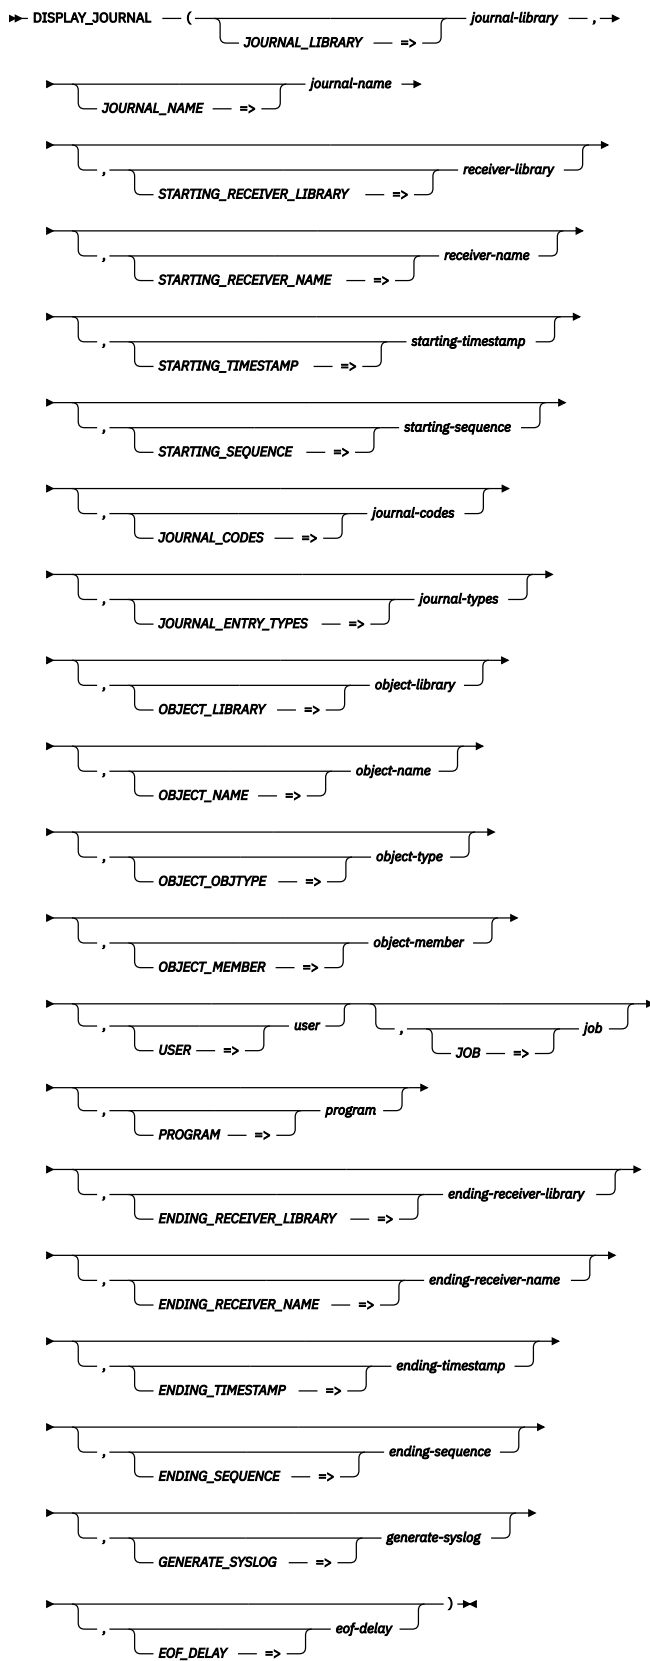 DISPLAY_JOURNAL — ( journal-library — ,
JOURNAL_LIBRARY — =>
journal-name
JOURNAL_NAME — =>
, receiver-library
STARTING_RECEIVER_LIBRARY — =>
, receiver-name
STARTING_RECEIVER_NAME — =>
, starting-timestamp
STARTING_TIMESTAMP — =>
, starting-sequence
STARTING_SEQUENCE — =>
, journal-codes
JOURNAL_CODES — =>
, journal-types
JOURNAL_ENTRY_TYPES — =>
, object-library
OBJECT_LIBRARY — =>
, object-name
OBJECT_NAME — =>
, object-type
OBJECT_OBJTYPE — =>
, object-member
OBJECT_MEMBER — =>
, user , job
USER — => JOB — =>
, program
PROGRAM — =>
, ending-receiver-library
ENDING_RECEIVER_LIBRARY — =>
, ending-receiver-name
ENDING_RECEIVER_NAME — =>
, ending-timestamp
ENDING_TIMESTAMP — =>
, ending-sequence
ENDING_SEQUENCE — =>
, generate-syslog
GENERATE_SYSLOG — =>
, eof-delay )
EOF_DELAY — =>